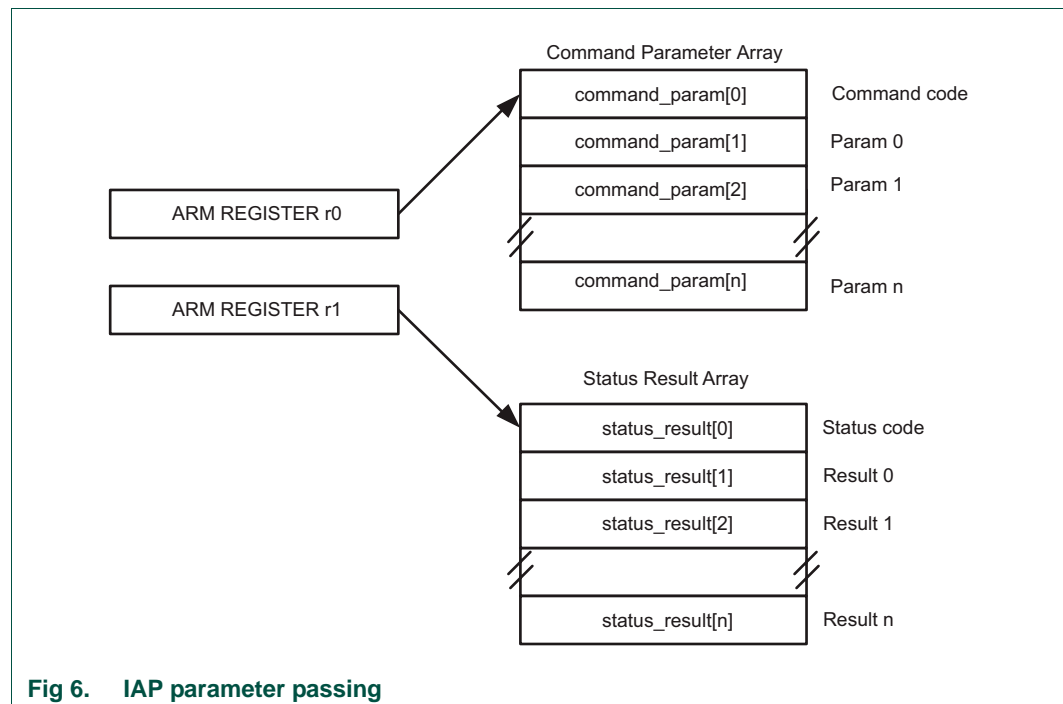 Command Parameter Array
command_param[0] Command code
command_param[1] Param 0
command_param[2] Param 1
ARM REGISTER r0
command_param[n] Param n
ARM REGISTER r1
Status Result Array
status_result[0] Status code
status_result[1] Result 0
status_result[2] Result 1
status_result[n] Result n
Fig 6. IAP parameter passing